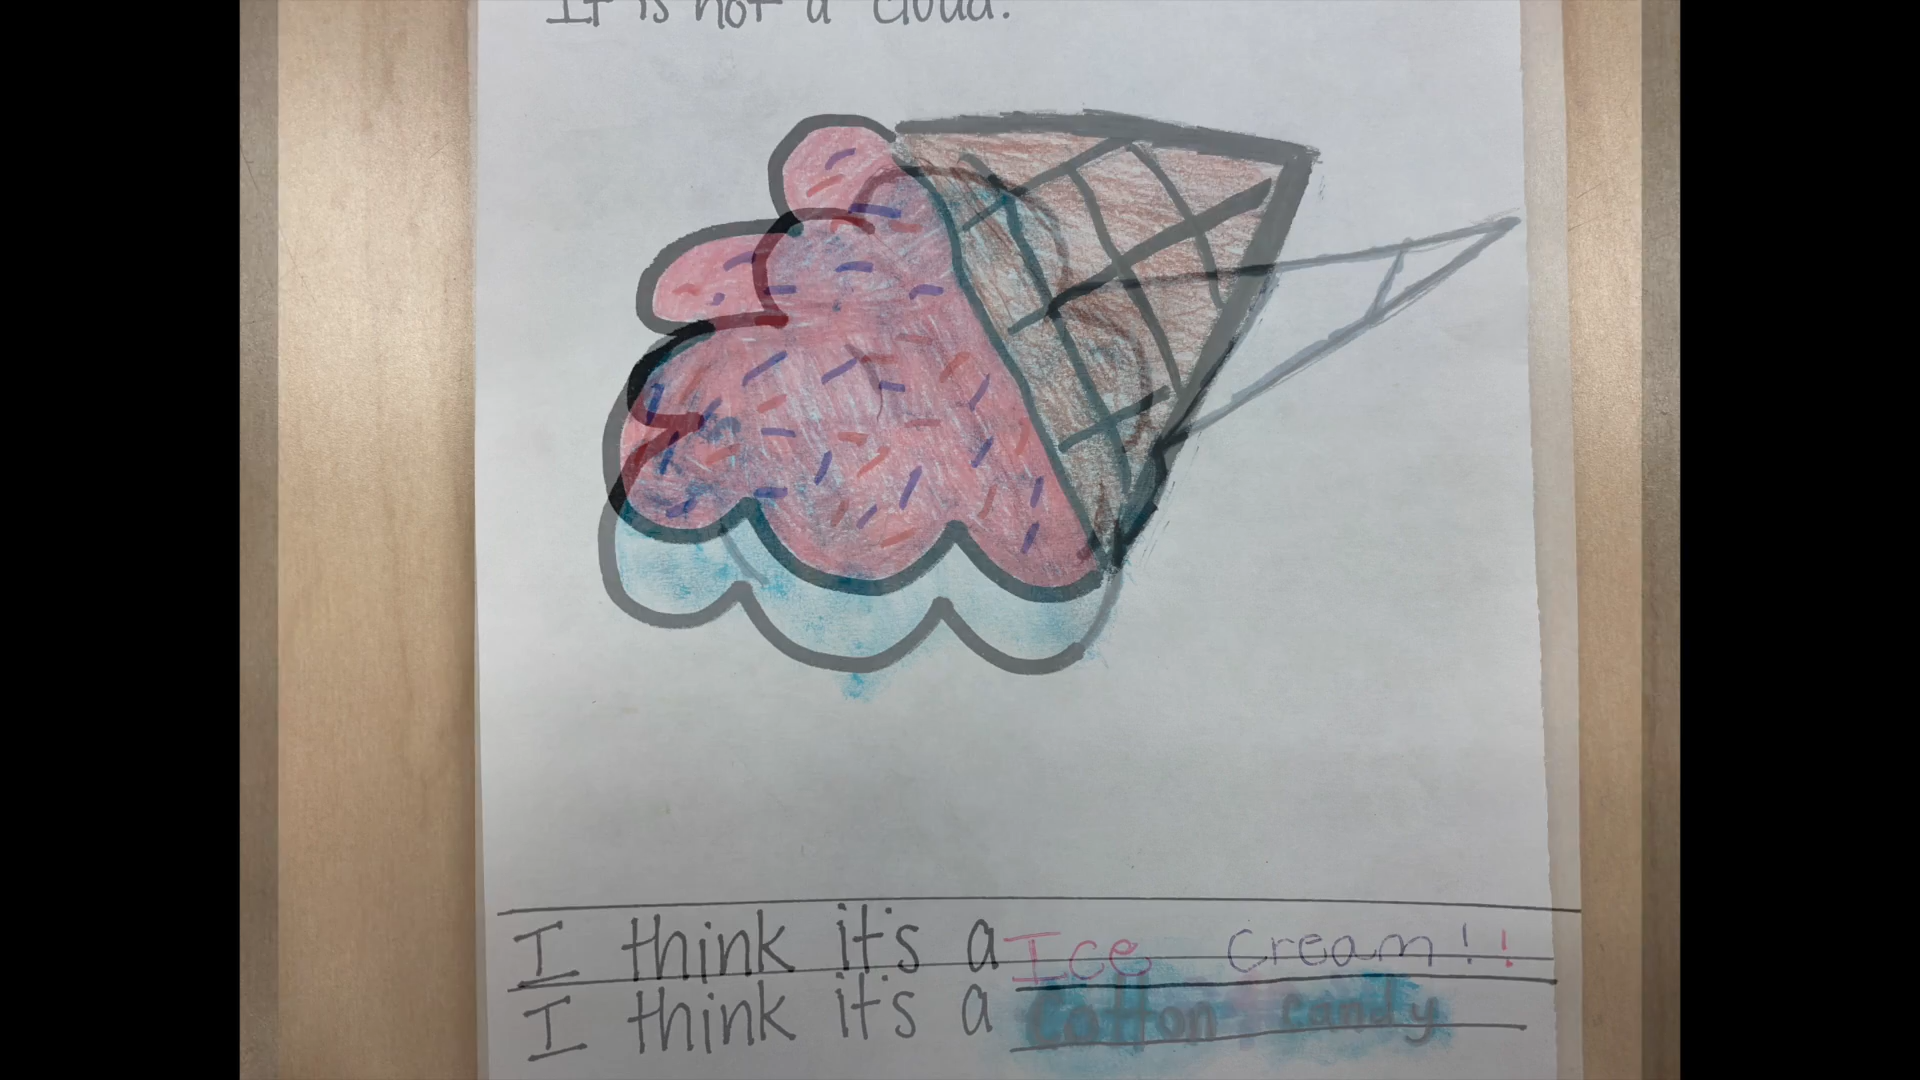 It is not a cloud.
I think it's a Ice Cream!!
I think it's a Cotton candy